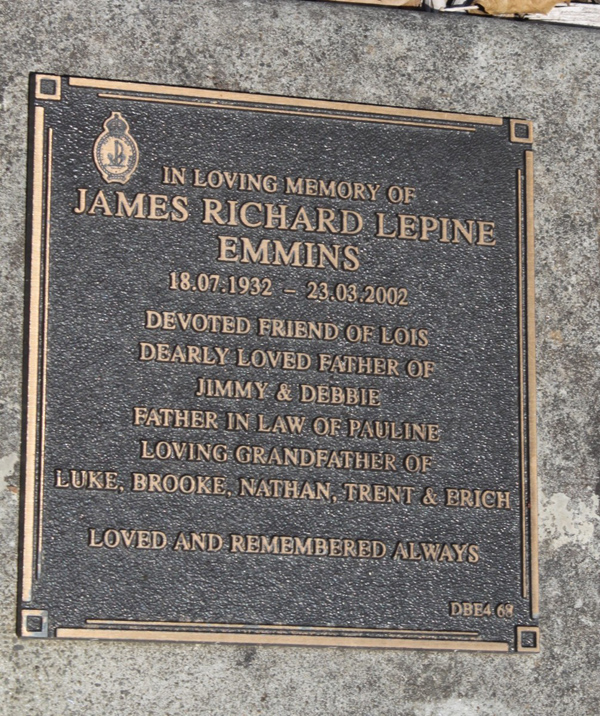 IN LOVING MEMORY OF
JAMES RICHARD LEPINE
EMMINS
18.07.1932 – 23.03.2002
DEVOTED FRIEND OF LOIS
DEARLY LOVED FATHER OF
JIMMY & DEBBIE
FATHER IN LAW OF PAULINE
LOVING GRANDFATHER OF
LUKE, BROOKE, NATHAN, TRENT & ERICH
LOVED AND REMEMBERED ALWAYS